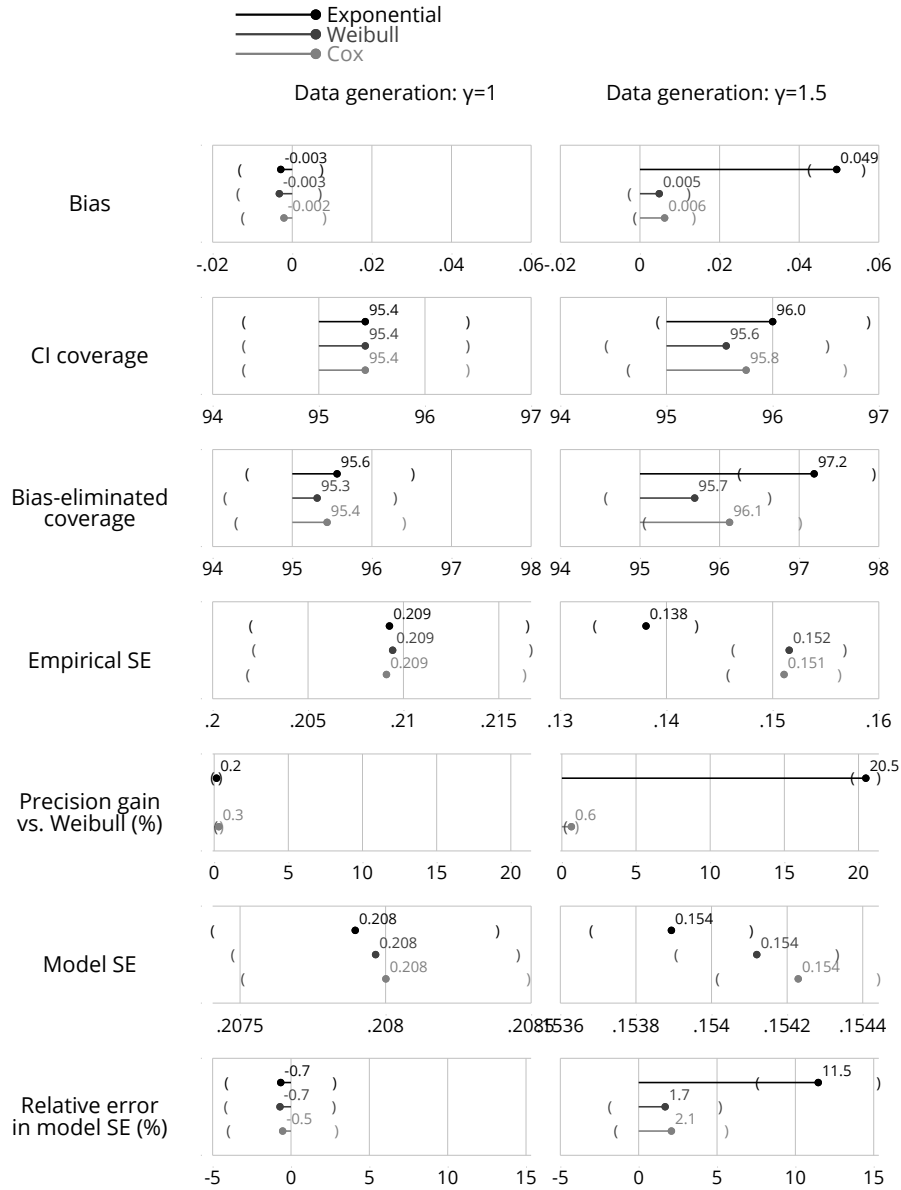 Exponential
Weibull
Cox
Data generation: γ=1
Data generation: γ=1.5
Bias
-0.003
-0.003
-0.002
-.02 0 .02 .04 .06
0.049
0.005
0.006
-.02 0 .02 .04 .06
CI coverage
95.4
95.4
95.4
94 95 96 97
96.0
95.6
95.8
94 95 96 97
Bias-eliminated
coverage
95.6
95.3
95.4
94 95 96 97 98
97.2
95.7
96.1
94 95 96 97 98
Empirical SE
0.209
0.209
0.209
.2 .205 .21 .215
0.138
0.152
0.151
.13 .14 .15 .16
Precision gain
vs. Weibull (%)
0.2
0.3
0 5 10 15 20
20.5
0.6
0 5 10 15 20
Model SE
0.208
0.208
0.208
.2075 .208 .2085
0.154
0.154
0.154
.1536 .1538 .154 .1542 .1544
Relative error
in model SE (%)
-0.7
-0.7
-0.5
-5 0 5 10 15
11.5
1.7
2.1
-5 0 5 10 15